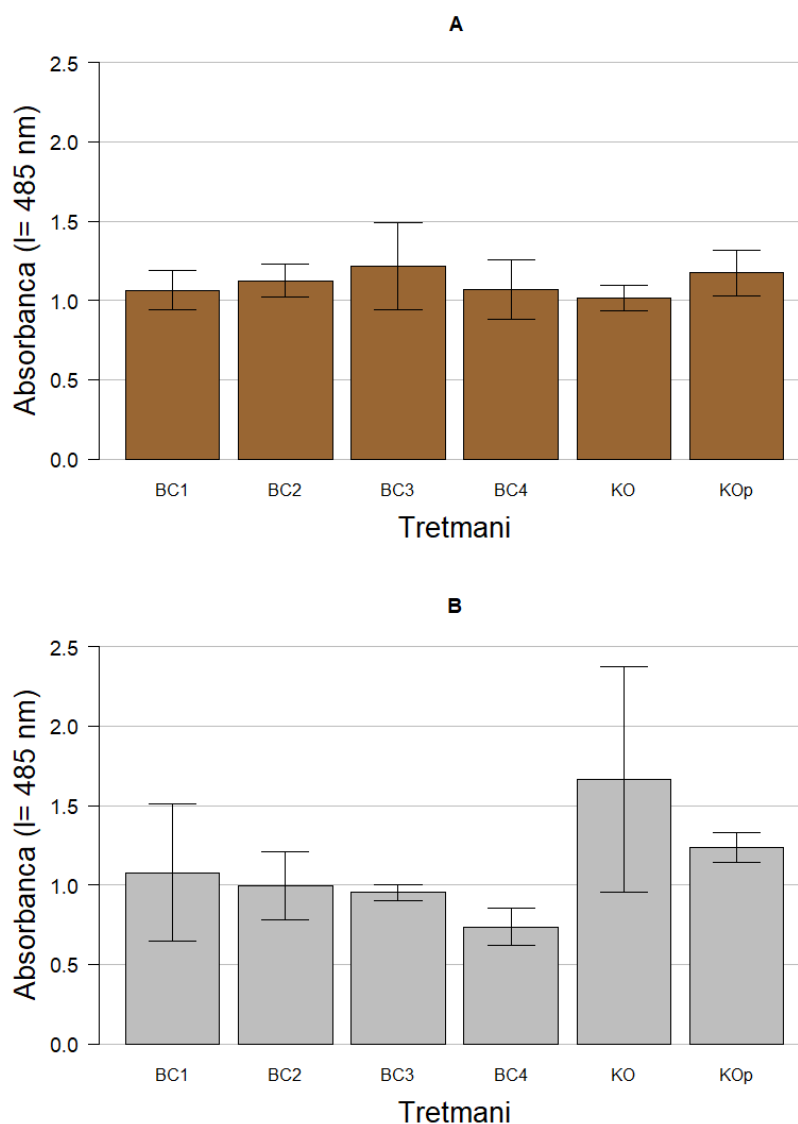 A
2.5
2.0
1.5
1.0
0.5
0.0
Absorbanca (l= 485 nm)
BC1 BC2 BC3 BC4 KO KOp
Tretmani
B
2.5
2.0
1.5
1.0
0.5
0.0
Absorbanca (l= 485 nm)
BC1 BC2 BC3 BC4 KO KOp
Tretmani